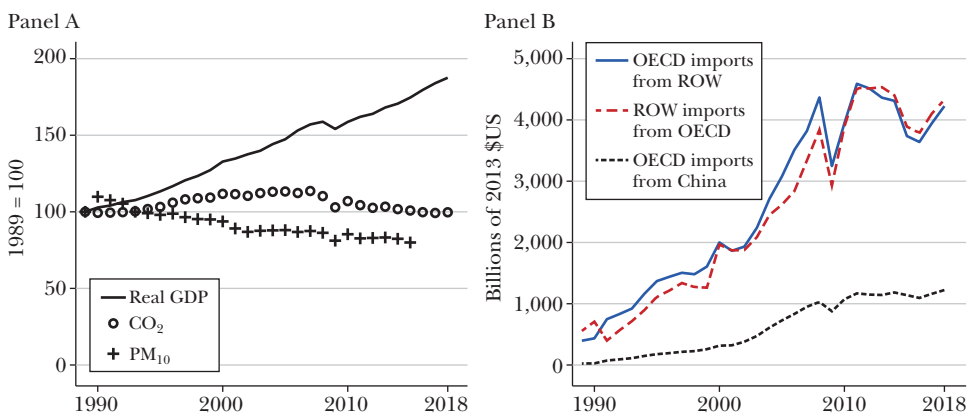 Panel A
200
150
100
50
0
1989 = 100
Real GDP
CO₂
PM₁₀
1990
2000
2010
2018
Panel B
5,000
4,000
3,000
2,000
1,000
0
Billions of 2013 $US
OECD imports
from ROW
ROW imports
from OECD
OECD imports
from China
1990
2000
2010
2018